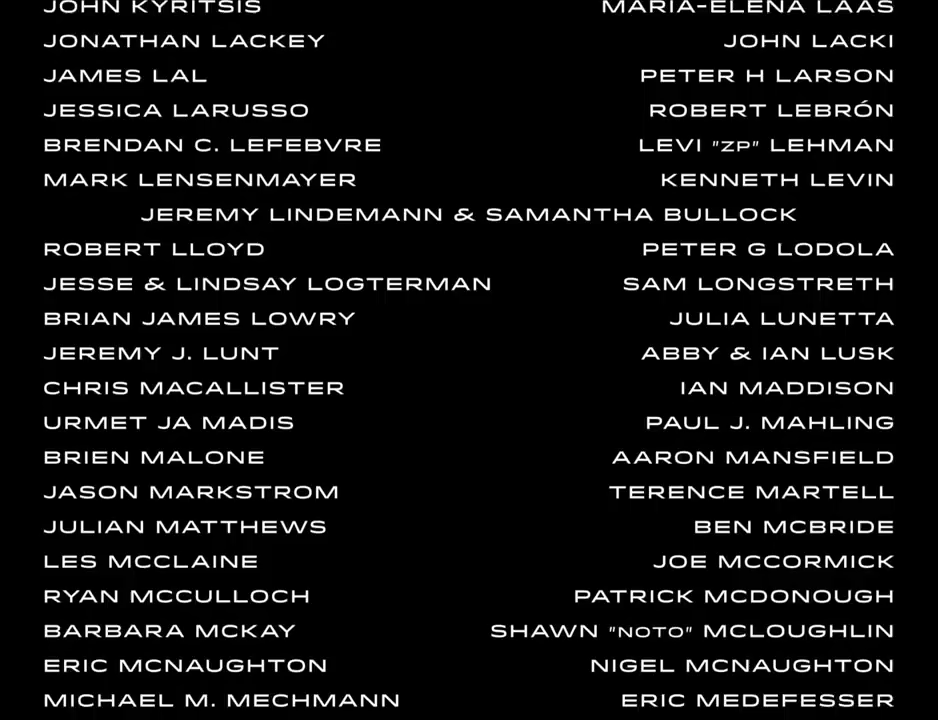 JOHN KYRITSIS MARIA-ELENA LAAS
JONATHAN LACKEY JOHN LACKI
JAMES LAL PETER H LARSON
JESSICA LARUSSO ROBERT LEBRÓN
BRENDAN C. LEFEBVRE LEVI "ZP" LEHMAN
MARK LENSENMAYER KENNETH LEVIN
JEREMY LINDEMANN & SAMANTHA BULLOCK
ROBERT LLOYD PETER G LODOLA
JESSE & LINDSAY LOGTERMAN SAM LONGSTRETH
BRIAN JAMES LOWRY JULIA LUNETTA
JEREMY J. LUNT ABBY & IAN LUSK
CHRIS MACALLISTER IAN MADDISON
URMET JA MADIS PAUL J. MAHLING
BRIEN MALONE AARON MANSFIELD
JASON MARKSTROM TERENCE MARTELL
JULIAN MATTHEWS BEN MCBRIDE
LES MCCLAINE JOE MCCORMICK
RYAN MCCULLOCH PATRICK MCDONOUGH
BARBARA MCKAY SHAWN "NOTO" MCLOUGHLIN
ERIC MCNAUGHTON NIGEL MCNAUGHTON
MICHAEL M. MECHMANN ERIC MEDEFESSER